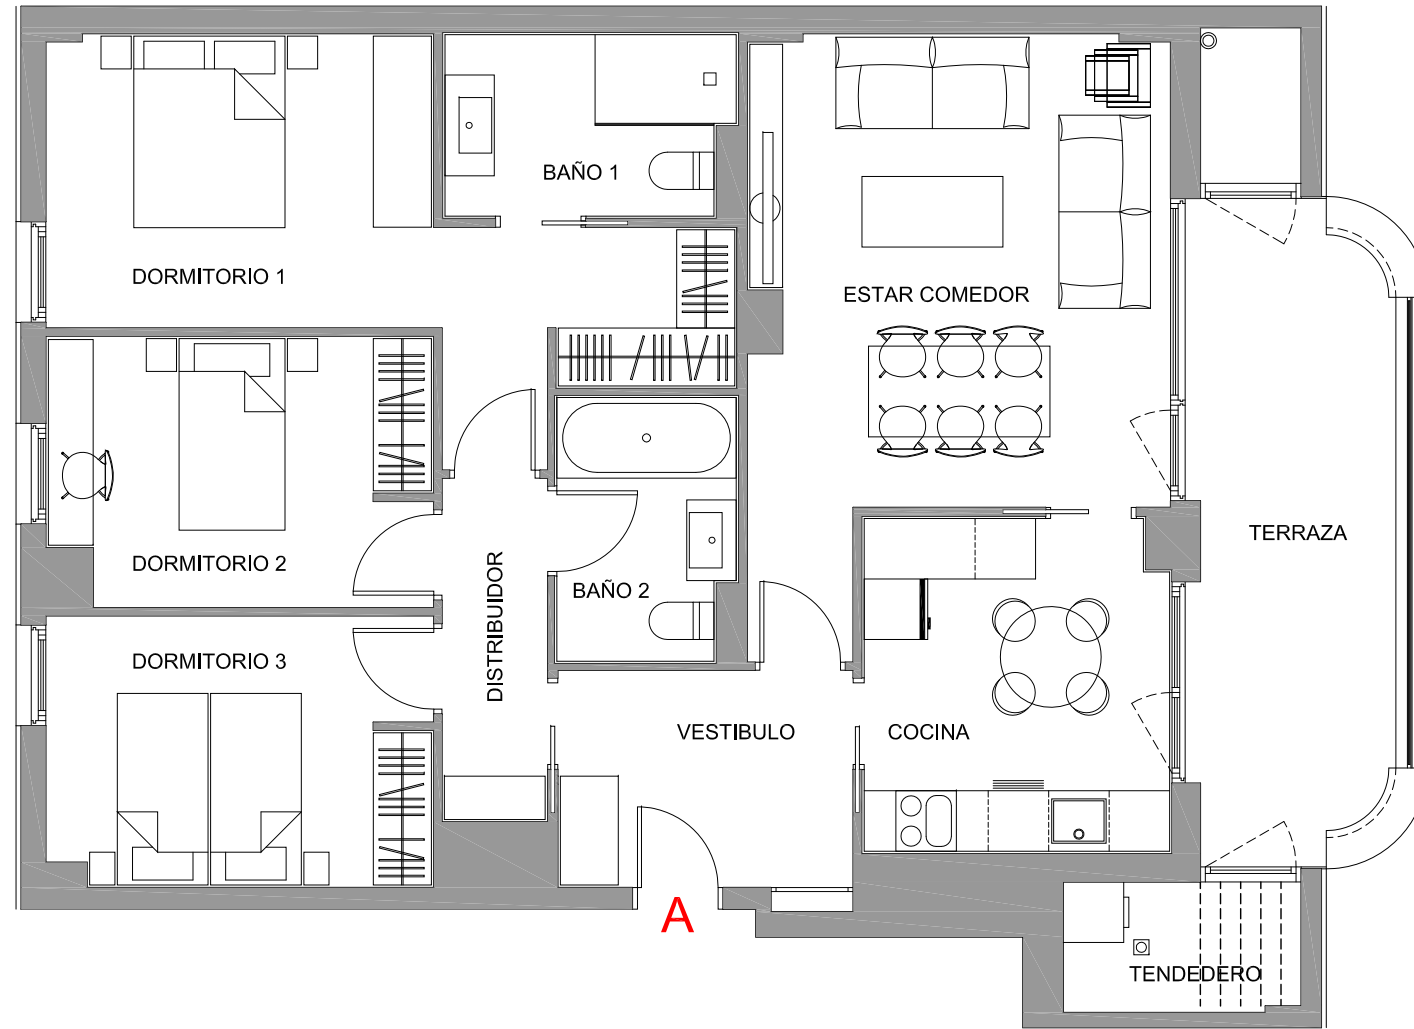 BAÑO 1
DORMITORIO 1
ESTAR COMEDOR
TERRAZA
DORMITORIO 2
BAÑO 2
DISTRIBUIDOR
DORMITORIO 3
VESTIBULO
COCINA
A
TENDEDERO